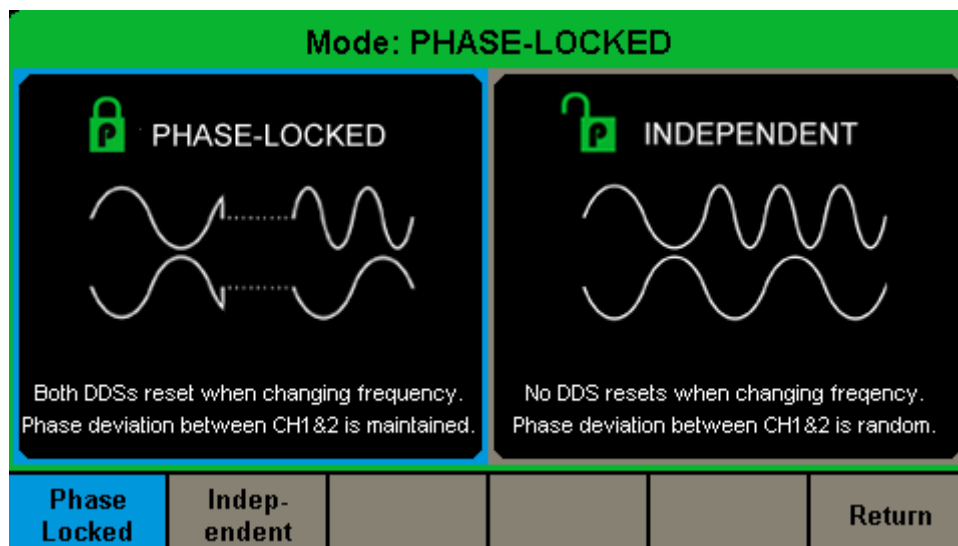 Mode: PHASE-LOCKED
PHASE-LOCKED
Both DDSs reset when changing frequency.
Phase deviation between CH1&2 is maintained.
INDEPENDENT
No DDS resets when changing freqency.
Phase deviation between CH1&2 is random.
Phase
Locked
Indep-
endent
Return